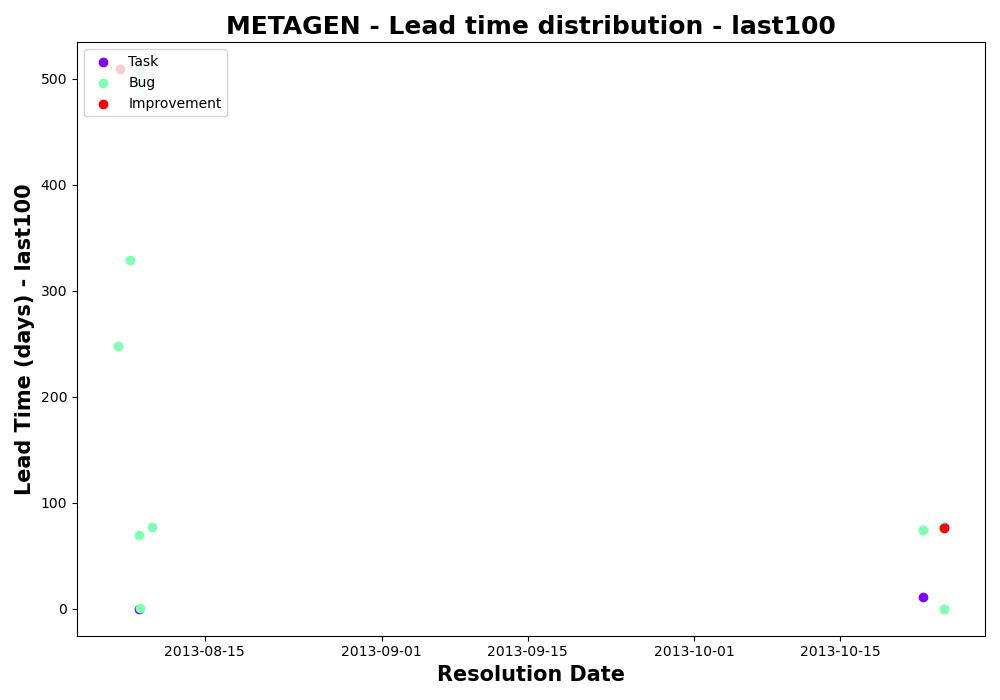 METAGEN - Lead time distribution - last100
Task
Bug
Improvement
500
400
300
200
100
0
Lead Time (days) - last100
2013-08-15
2013-09-01
2013-09-15
2013-10-01
2013-10-15
Resolution Date